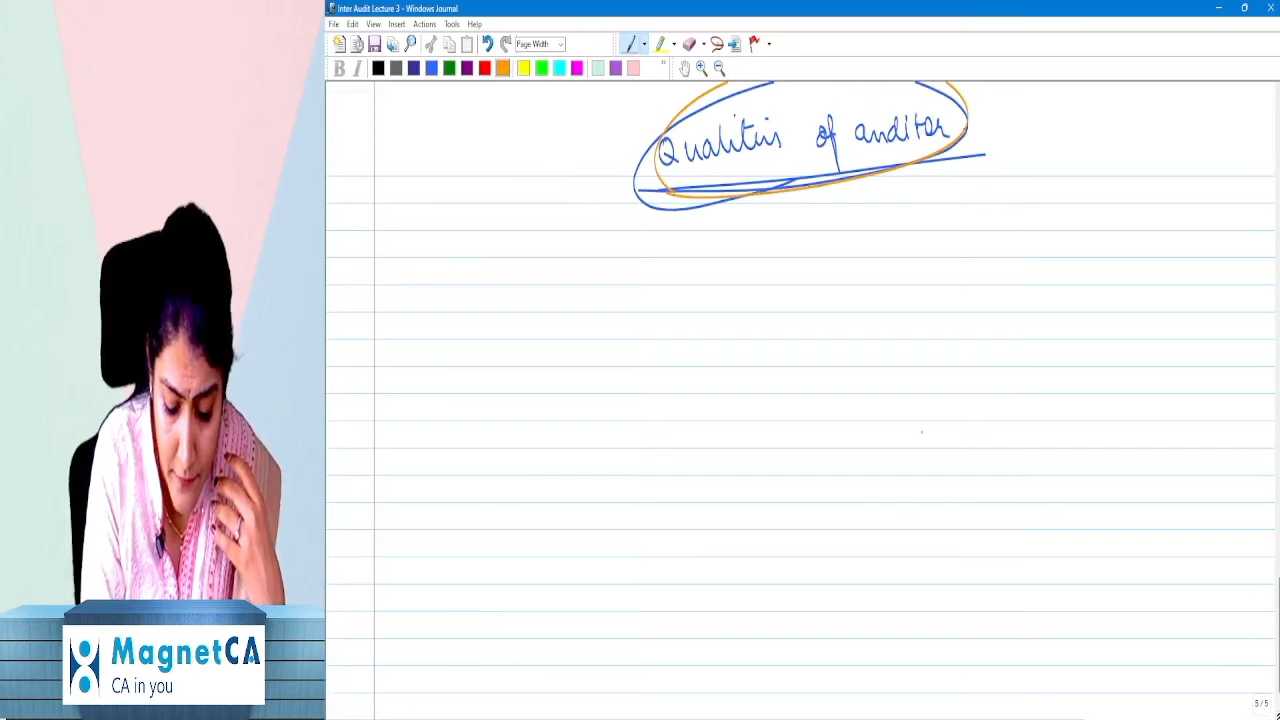 Inter Audit Lecture 3 - Windows Journal
File Edit View Insert Actions Tools Help
Page Width
B I
Qualities of auditor
MagnetCA
CA in you
5 / 5